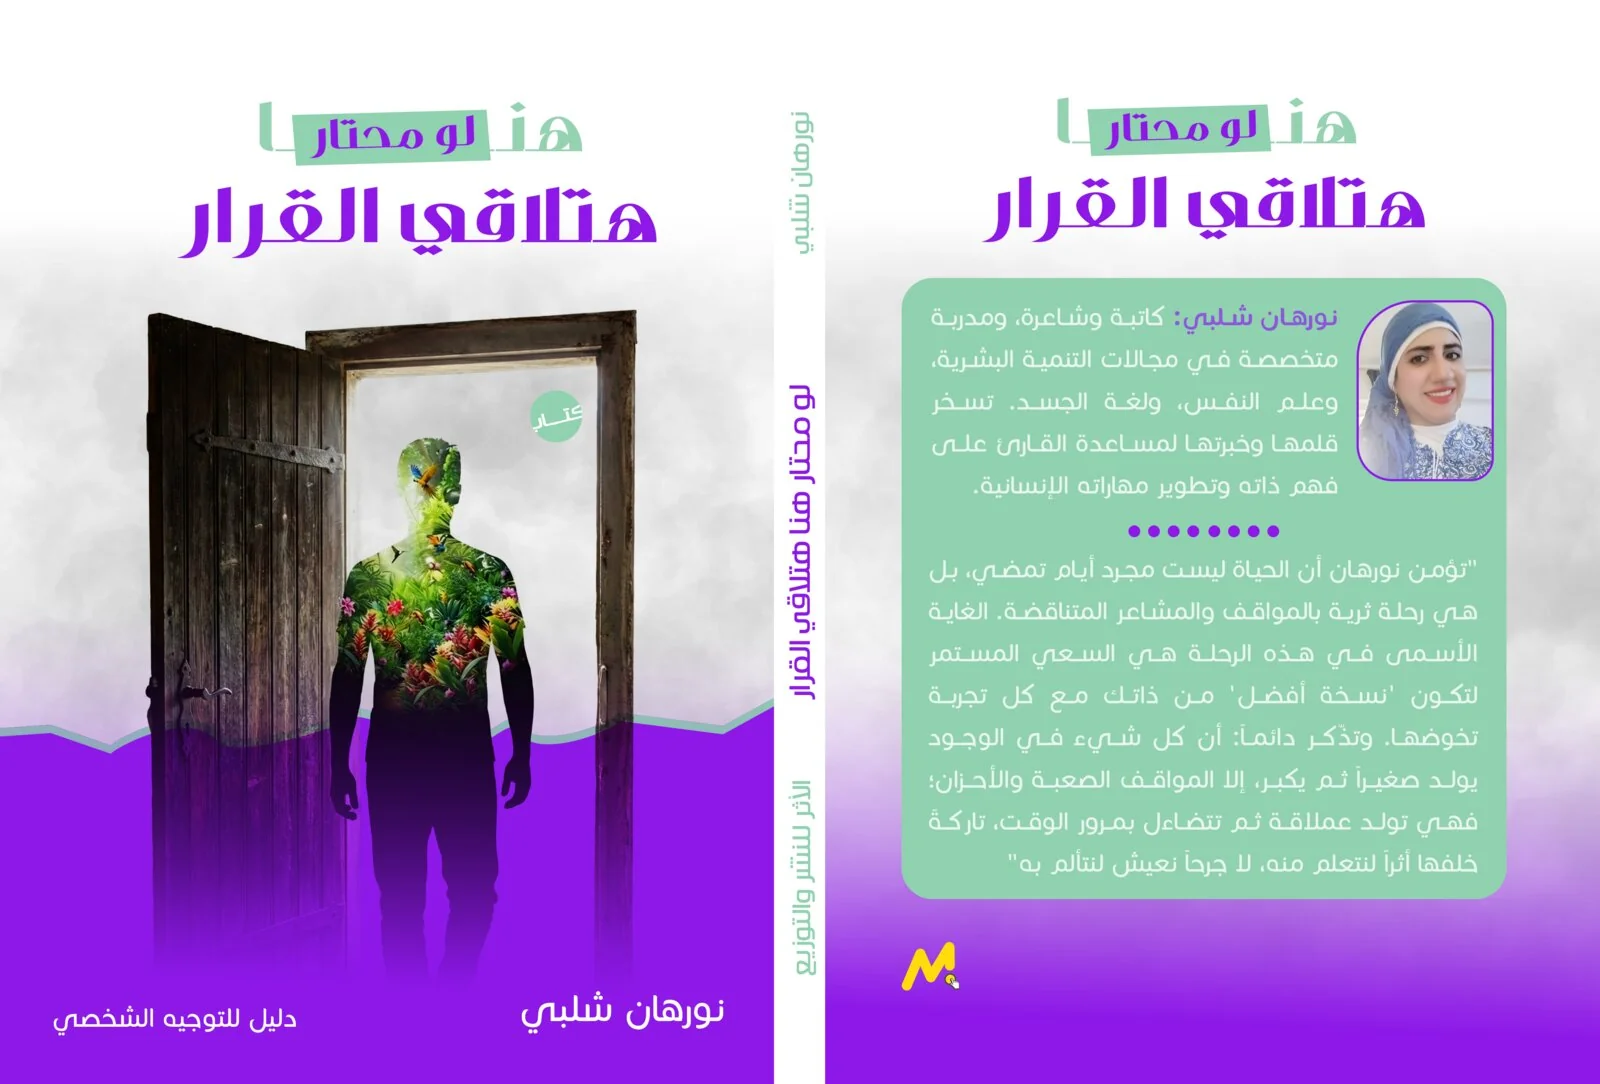 هنا
لو محتار
هتلاقي القرار
كتاب
نورهان شلبي
دليل للتوجيه الشخصي
نورهان شلبي
لو محتار هنا هتلاقي القرار
الأثر للنشر والتوزيع
هنا
لو محتار
هتلاقي القرار
نورهان شلبي: كاتبة وشاعرة، ومدربة
متخصصة في مجالات التنمية البشرية،
وعلم النفس، ولغة الجسد. تسخر
قلمها وخبرتها لمساعدة القارئ على
فهم ذاته وتطوير مهاراته الإنسانية.
"تؤمن نورهان أن الحياة ليست مجرد أيام تمضي، بل
هي رحلة ثرية بالمواقف والمشاعر المتناقضة. الغاية
الأسمى في هذه الرحلة هي السعي المستمر
لتكون 'نسخة أفضل' من ذاتك مع كل تجربة
تخوضها. وتذّكر دائماً: أن كل شيء في الوجود
يولد صغيراً ثم يكبر، إلا المواقف الصعبة والأحزان؛
فهي تولد عملاقة ثم تتضاءل بمرور الوقت، تاركةً
خلفها أثراً لنتعلم منه، لا جرحاً نعيش لنتألم به"
M